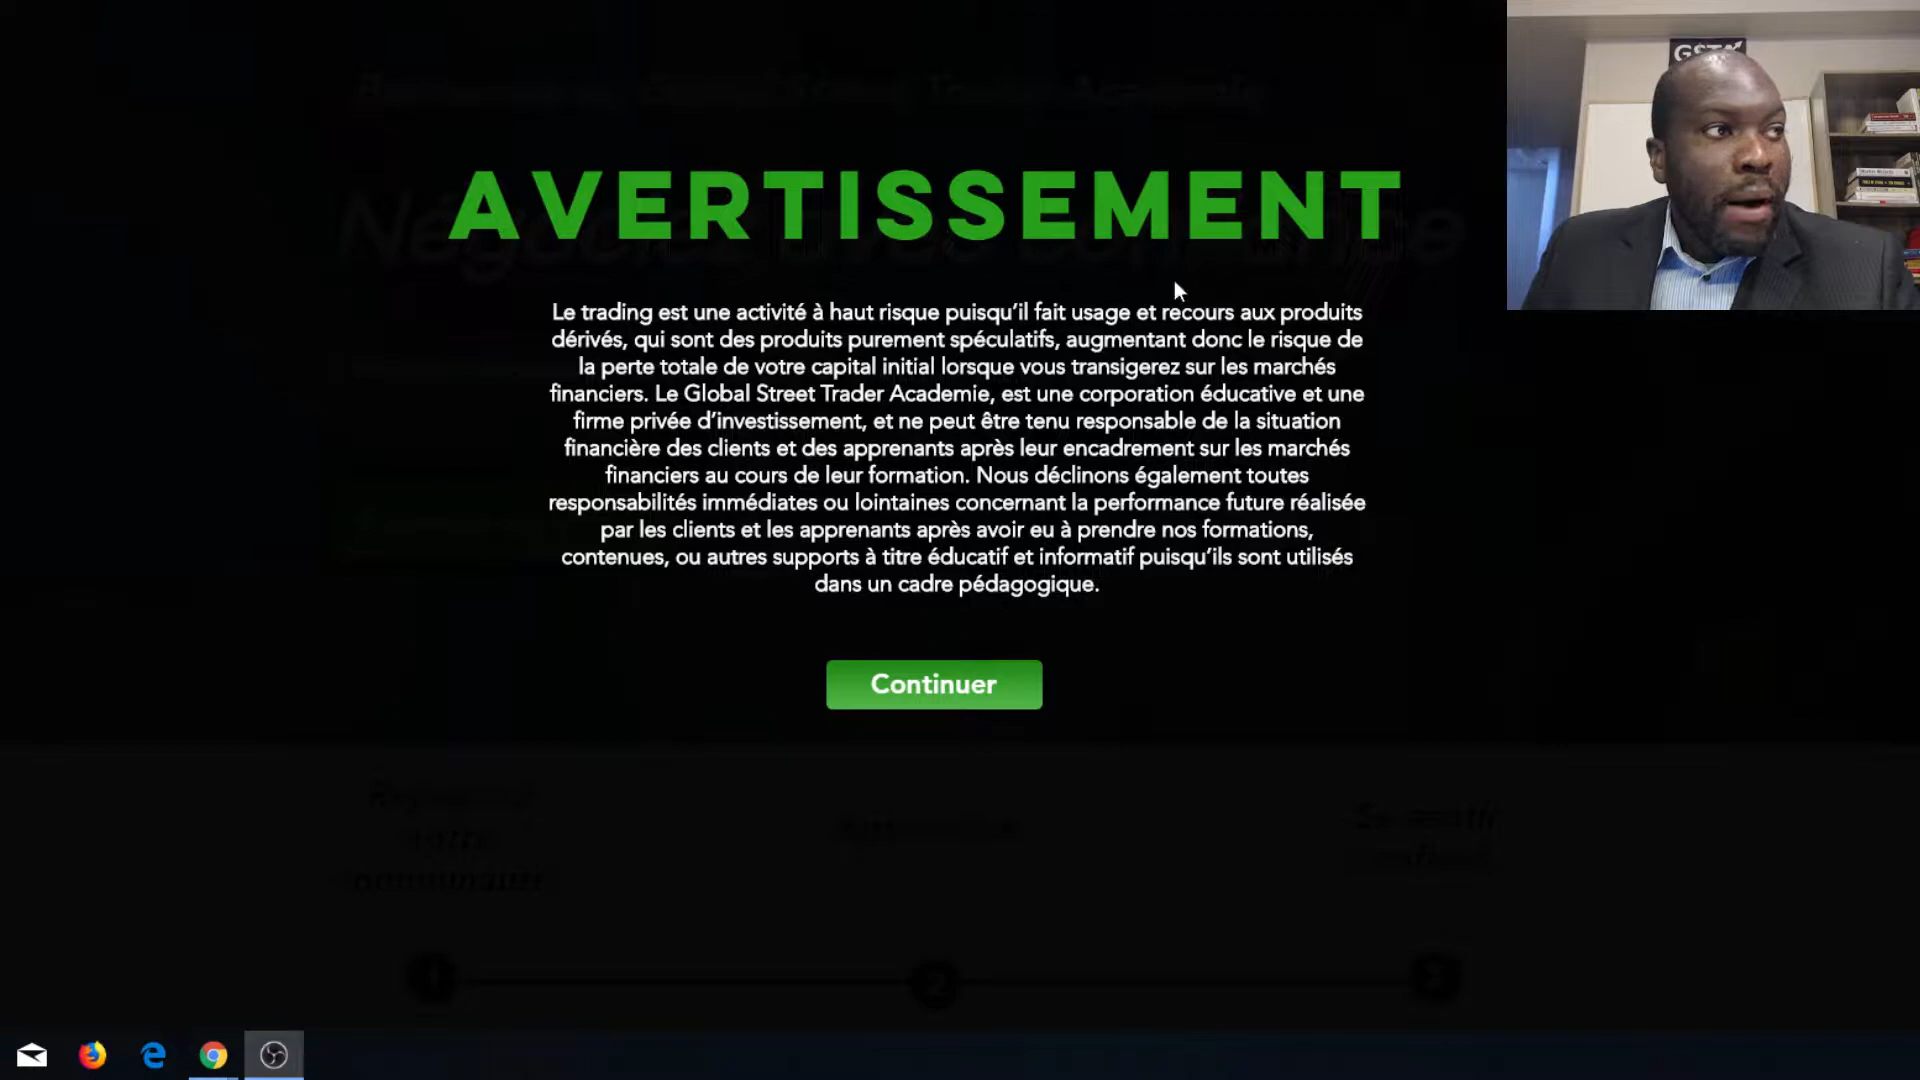 GST
AVERTISSEMENT
Le trading est une activité à haut risque puisqu'il fait usage et recours aux produits
dérivés, qui sont des produits purement spéculatifs, augmentant donc le risque de
la perte totale de votre capital initial lorsque vous transigerez sur les marchés
financiers. Le Global Street Trader Academie, est une corporation éducative et une
firme privée d'investissement, et ne peut être tenu responsable de la situation
financière des clients et des apprenants après leur encadrement sur les marchés
financiers au cours de leur formation. Nous déclinons également toutes
responsabilités immédiates ou lointaines concernant la performance future réalisée
par les clients et les apprenants après avoir eu à prendre nos formations,
contenues, ou autres supports à titre éducatif et informatif puisqu'ils sont utilisés
dans un cadre pédagogique.
Continuer
1 2 3